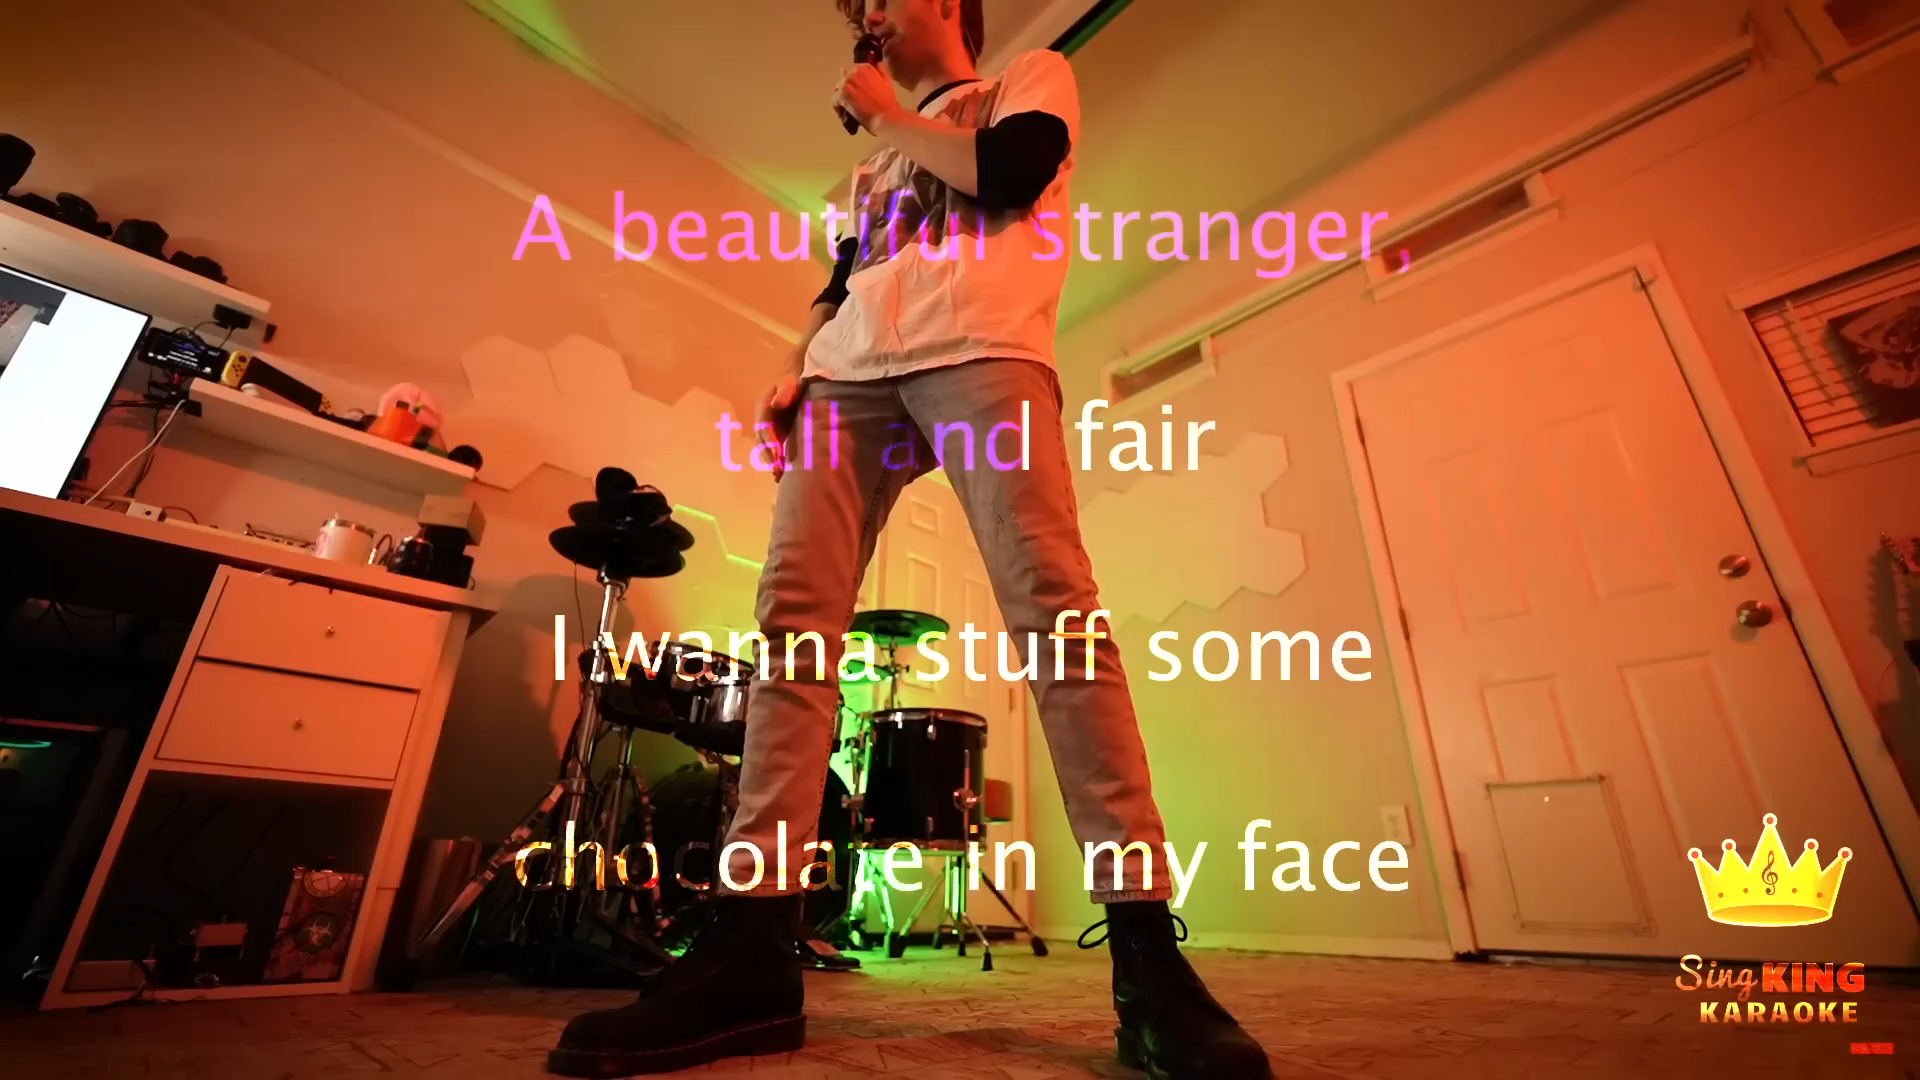 A beautiful stranger,
tall and fair
I wanna stuff some
chocolate in my face
Sing KING
KARAOKE